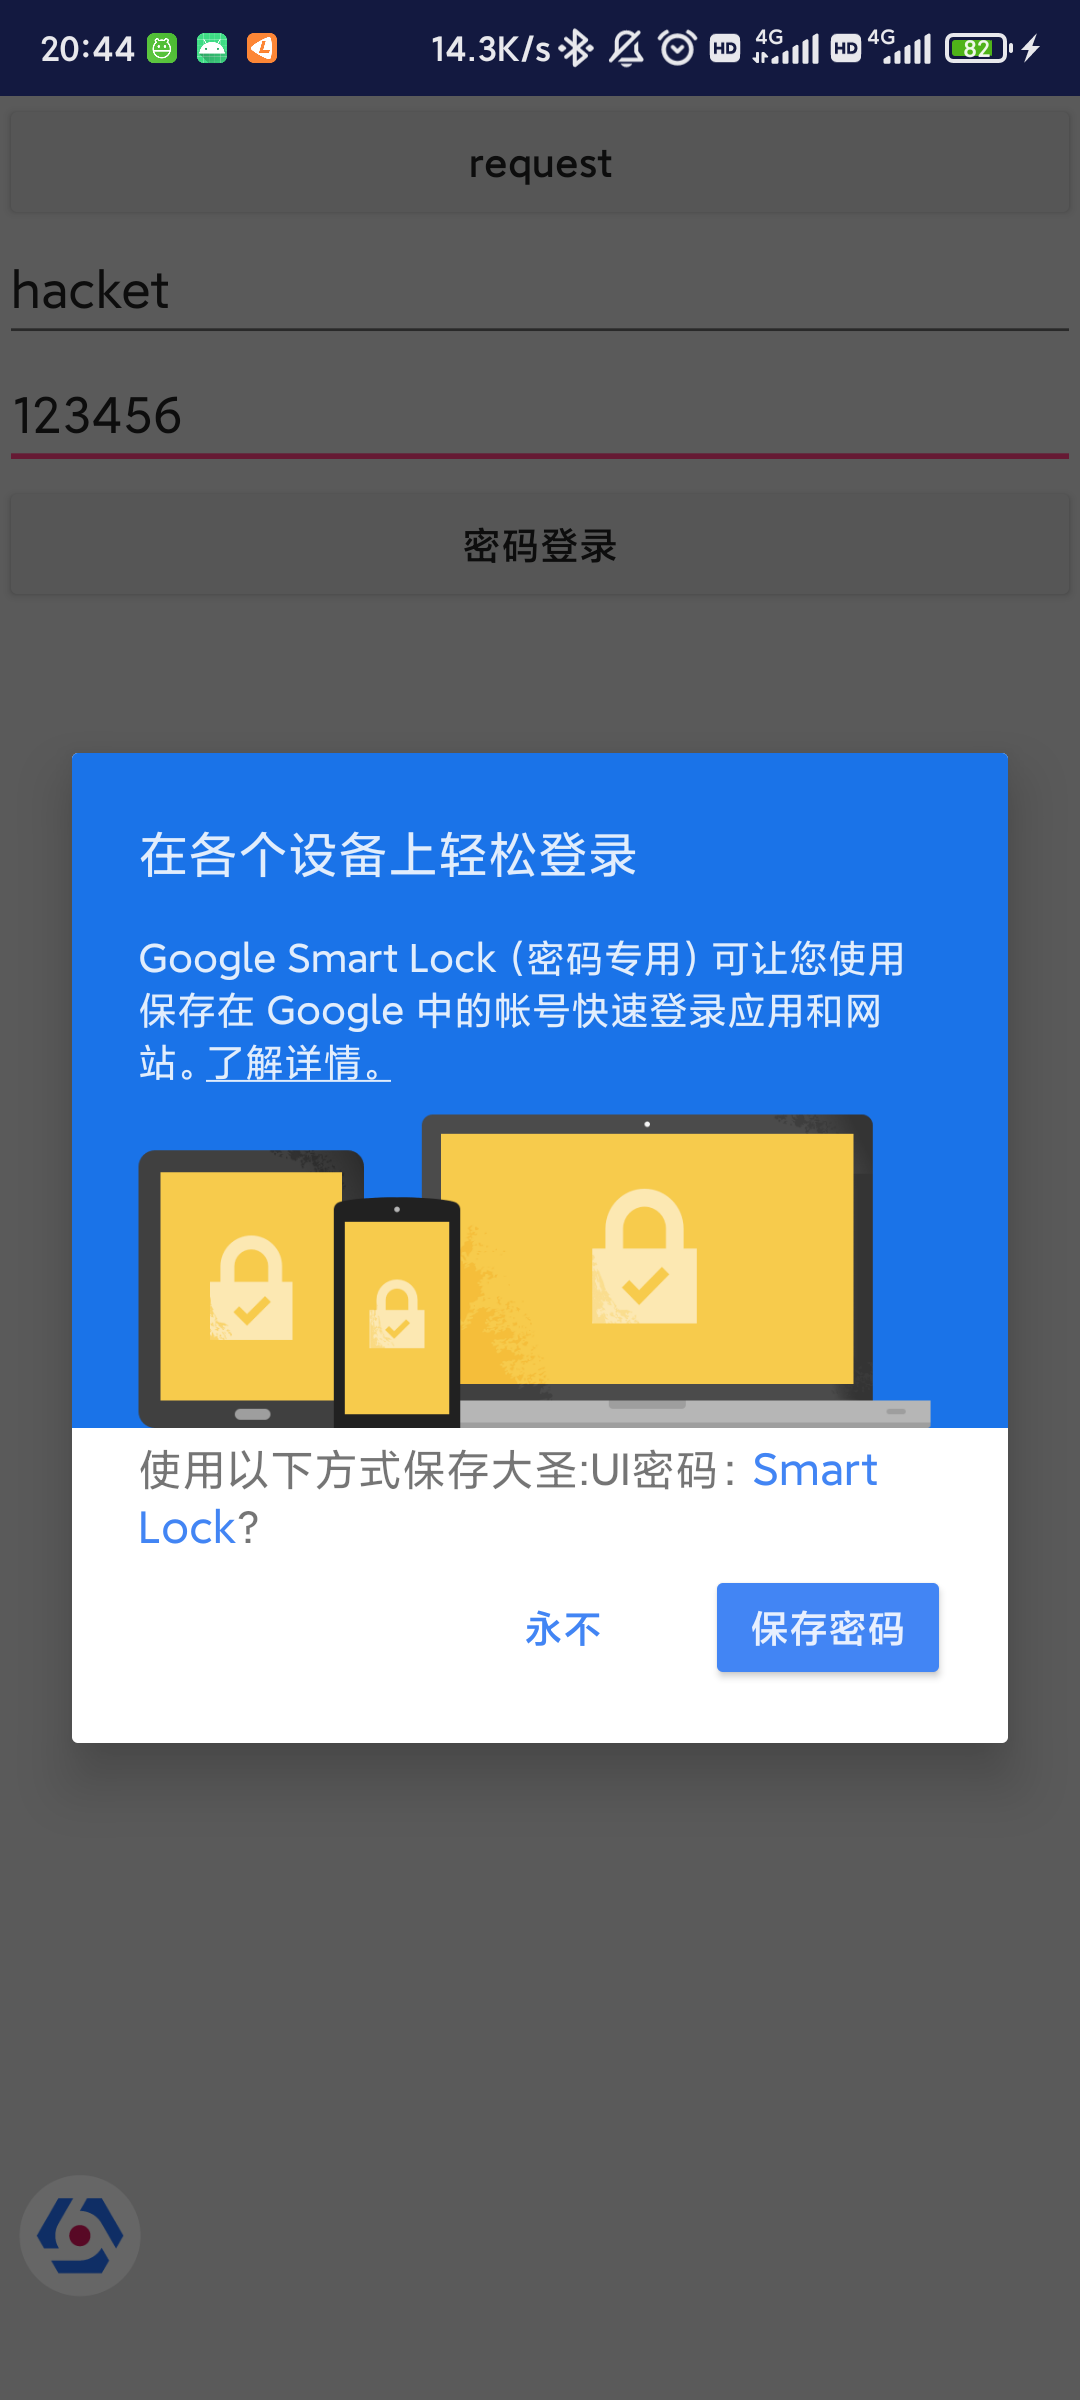 20:44 14.3K/s HD 4G HD 4G 82
request
hacket
123456
密码登录
在各个设备上轻松登录
Google Smart Lock（密码专用）可让您使用
保存在 Google 中的帐号快速登录应用和网
站。了解详情。
使用以下方式保存大圣:UI密码：Smart
Lock?
永不 保存密码